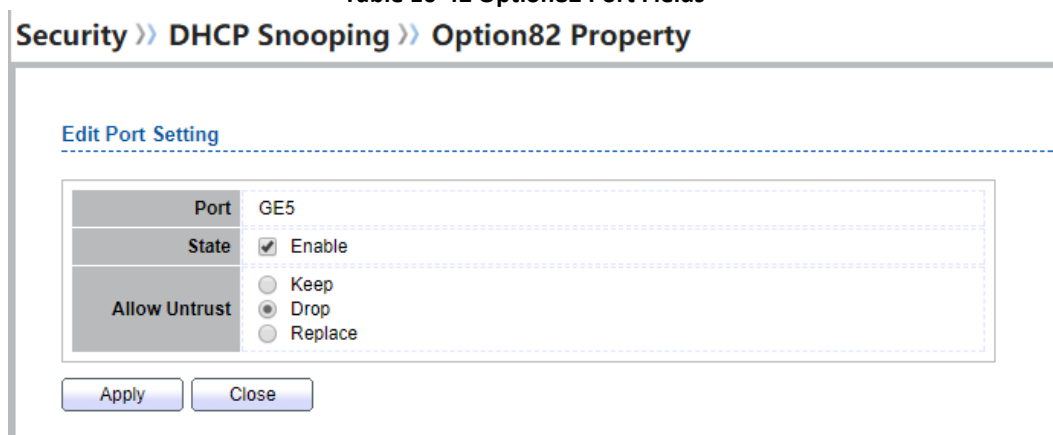 Security 》 DHCP Snooping 》 Option82 Property
Edit Port Setting
Port GE5
State Enable
Allow Untrust Keep
Drop
Replace
Apply Close